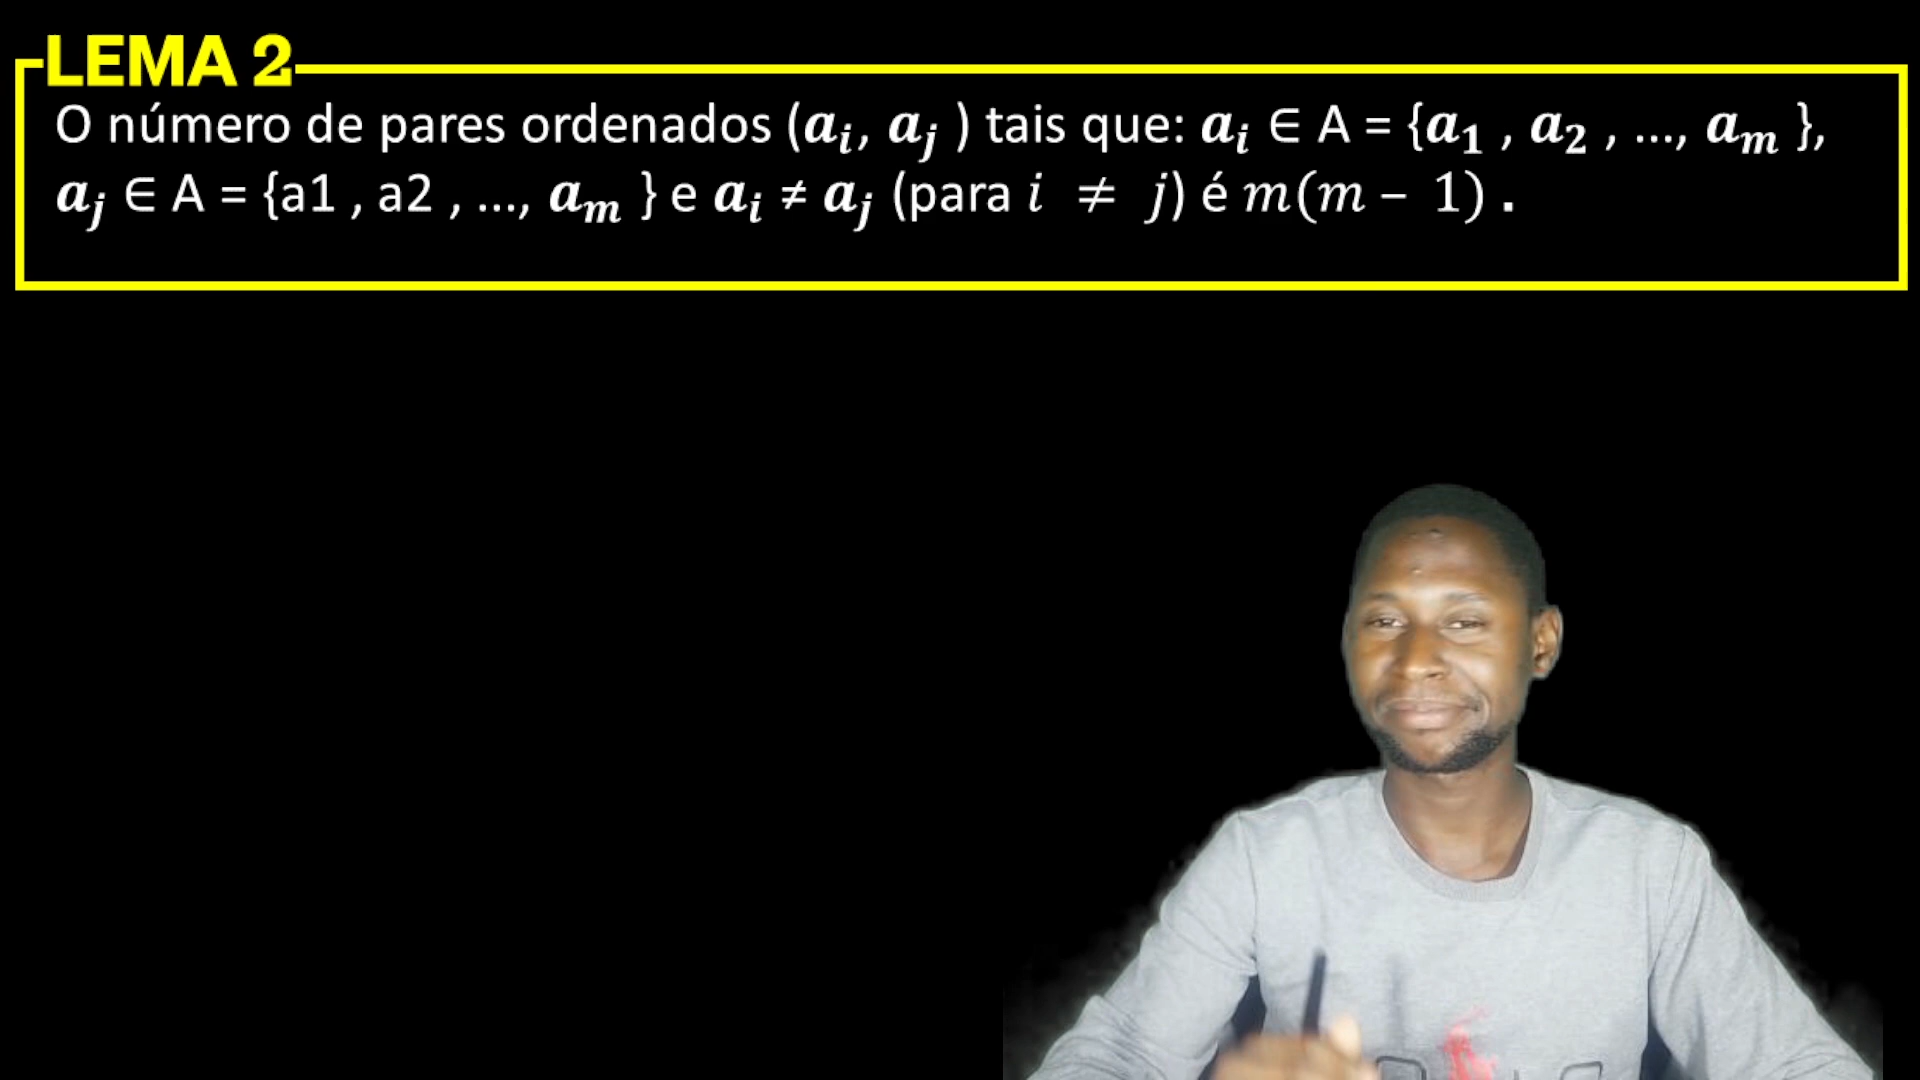 LEMA 2
O número de pares ordenados (aᵢ, aⱼ ) tais que: aᵢ ∈ A = {a₁ , a₂ , ..., aₘ },
aⱼ ∈ A = {a1 , a2 , ..., aₘ } e aᵢ ≠ aⱼ (para i ≠ j) é m(m – 1) .